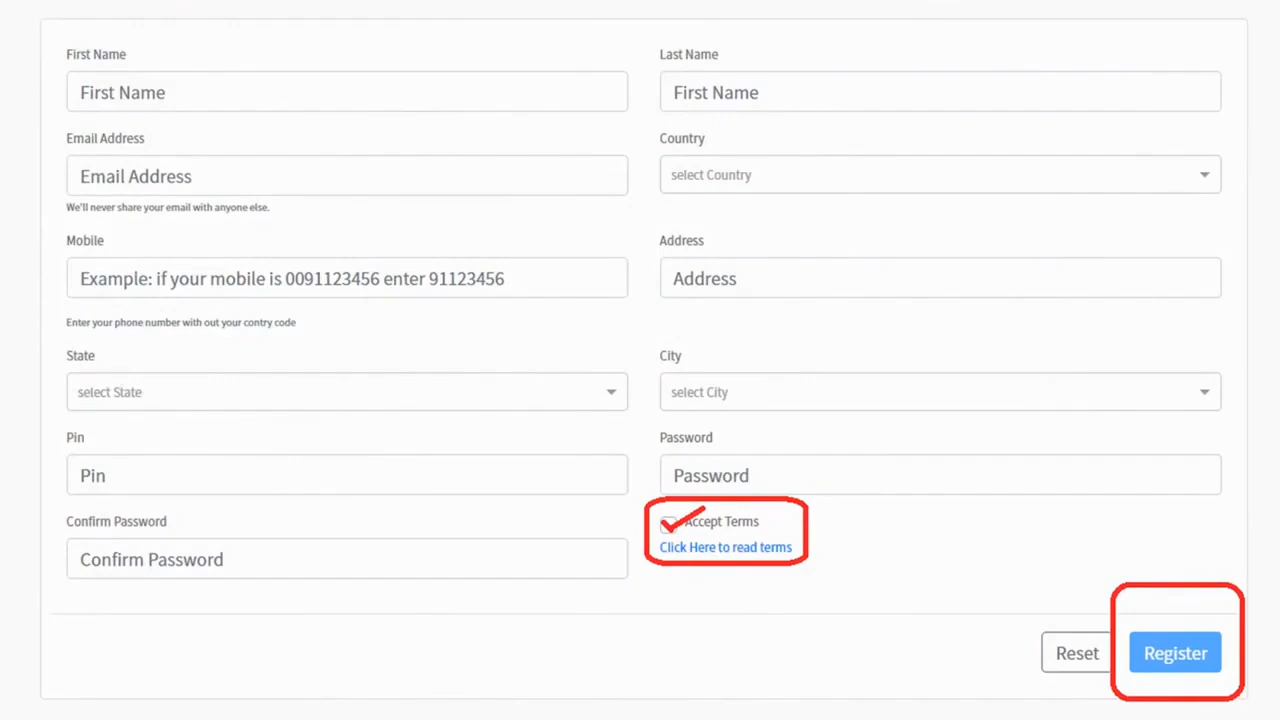 First Name
Last Name
First Name
First Name
Email Address
Country
Email Address
select Country
We'll never share your email with anyone else.
Mobile
Address
Example: if your mobile is 0091123456 enter 91123456
Address
Enter your phone number with out your contry code
State
City
select State
select City
Pin
Password
Pin
Password
Confirm Password
Accept Terms
Click Here to read terms
Confirm Password
Reset
Register